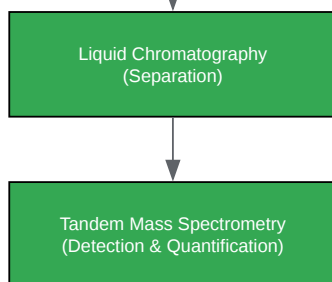 Liquid Chromatography
(Separation)
Tandem Mass Spectrometry
(Detection & Quantification)